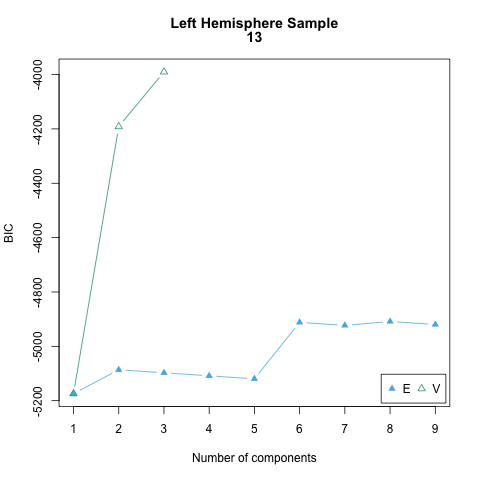 Left Hemisphere Sample
13
BIC
-4000
-4200
-4400
-4600
-4800
-5000
-5200
E V
1 2 3 4 5 6 7 8 9
Number of components